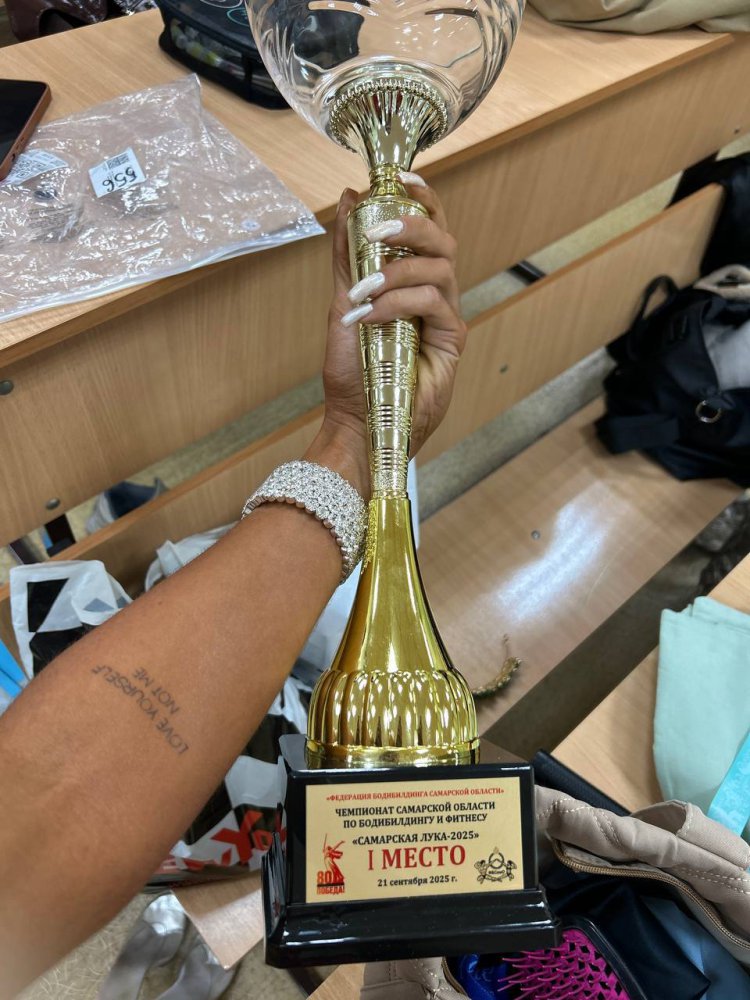 556
LOVE YOURSELF
NOT ME
«ФЕДЕРАЦИЯ БОДИБИЛДИНГА САМАРСКОЙ ОБЛАСТИ»
ЧЕМПИОНАТ САМАРСКОЙ ОБЛАСТИ
ПО БОДИБИЛДИНГУ И ФИТНЕСУ
«САМАРСКАЯ ЛУКА-2025»
I МЕСТО
80
ПОБЕДА!
21 сентября 2025 г.